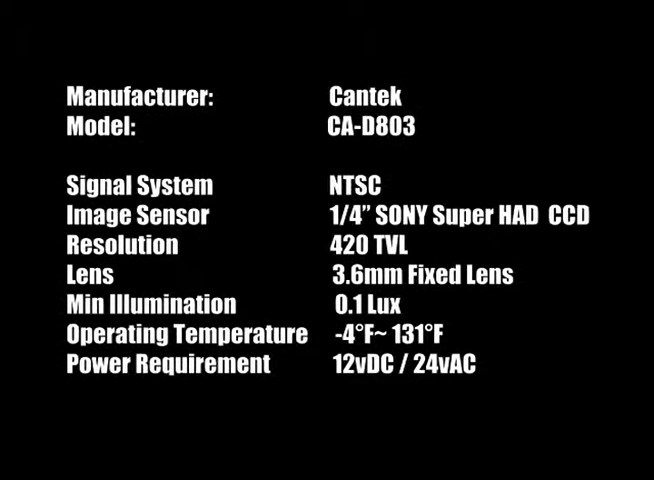 Manufacturer: Cantek
Model: CA-D803
Signal System NTSC
Image Sensor 1/4” SONY Super HAD CCD
Resolution 420 TVL
Lens 3.6mm Fixed Lens
Min Illumination 0.1 Lux
Operating Temperature -4°F~ 131°F
Power Requirement 12vDC / 24vAC